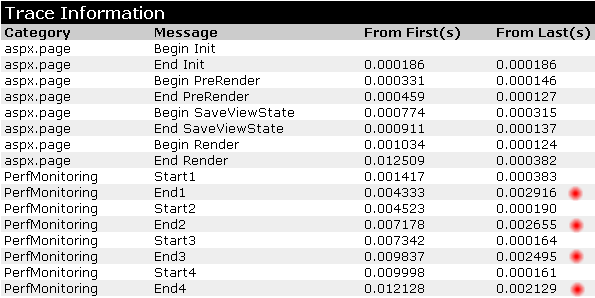 Trace Information
Category Message From First(s) From Last(s)
aspx.page Begin Init
aspx.page End Init 0.000186 0.000186
aspx.page Begin PreRender 0.000331 0.000146
aspx.page End PreRender 0.000459 0.000127
aspx.page Begin SaveViewState 0.000774 0.000315
aspx.page End SaveViewState 0.000911 0.000137
aspx.page Begin Render 0.001034 0.000124
aspx.page End Render 0.012509 0.000382
PerfMonitoring Start1 0.001417 0.000383
PerfMonitoring End1 0.004333 0.002916
PerfMonitoring Start2 0.004523 0.000190
PerfMonitoring End2 0.007178 0.002655
PerfMonitoring Start3 0.007342 0.000164
PerfMonitoring End3 0.009837 0.002495
PerfMonitoring Start4 0.009998 0.000161
PerfMonitoring End4 0.012128 0.002129